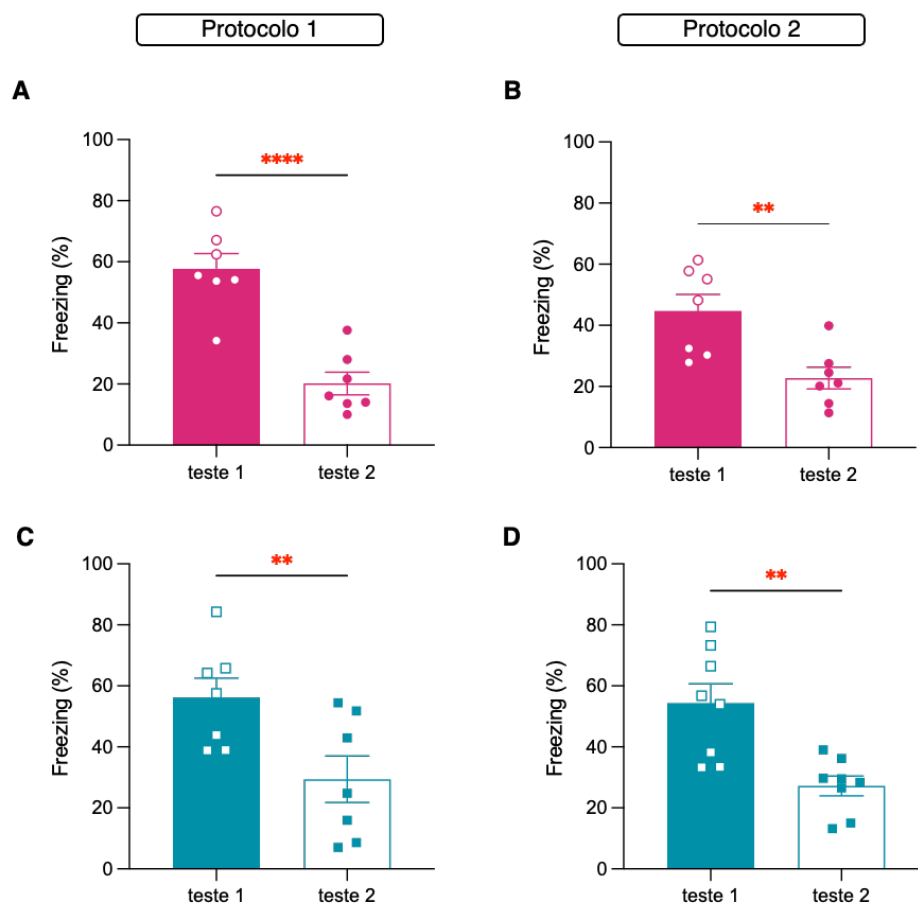 Protocolo 1
Protocolo 2
A
B
Freezing (%)
100
80
60
40
20
0
****
teste 1
teste 2
Freezing (%)
100
80
60
40
20
0
**
teste 1
teste 2
C
D
Freezing (%)
100
80
60
40
20
0
**
teste 1
teste 2
Freezing (%)
100
80
60
40
20
0
**
teste 1
teste 2